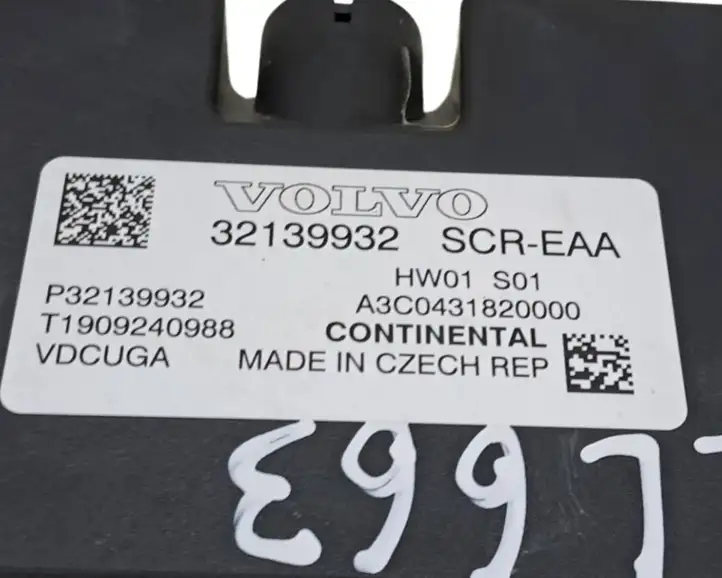 VOLVO
32139932 SCR-EAA
HW01 S01
P32139932
A3C0431820000
T1909240988
CONTINENTAL
VDCUGA
MADE IN CZECH REP